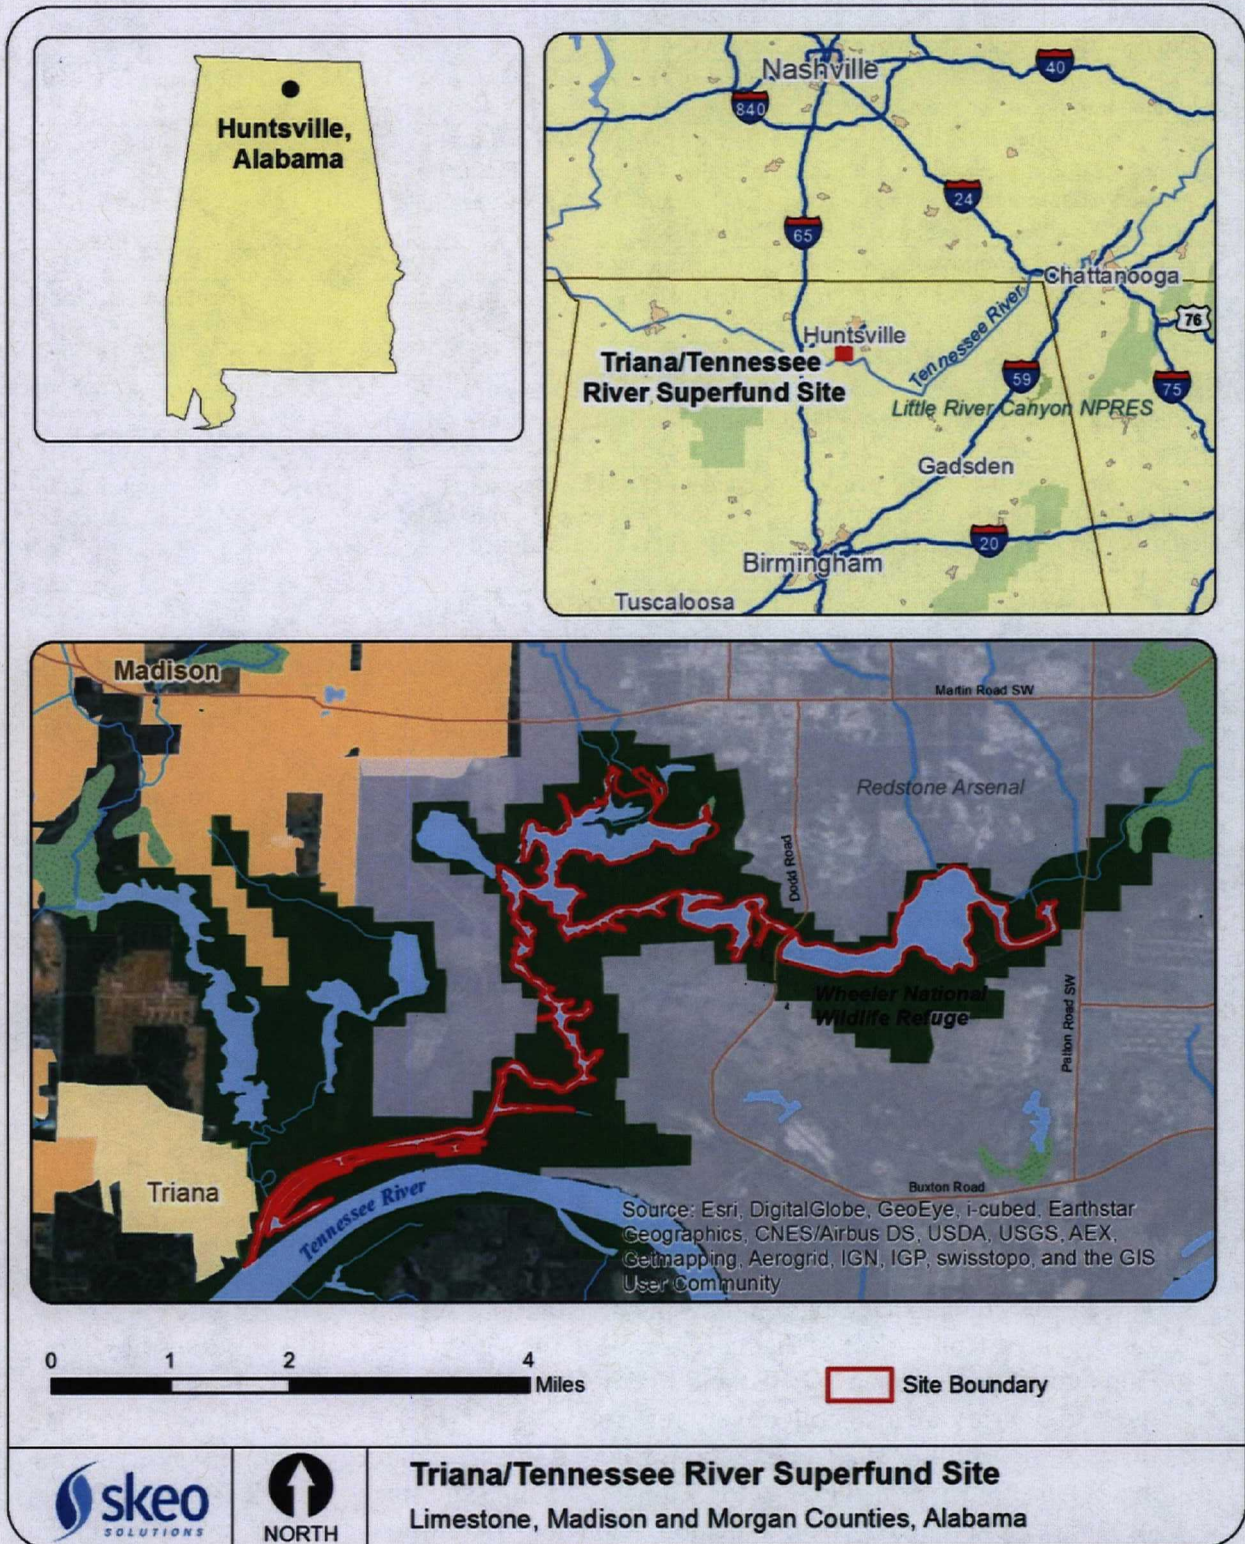 Huntsville,
Alabama
Nashville
40
840
24
65
Chattanooga
76
Tennessee River
Huntsville
Triana/Tennessee
River Superfund Site
59
75
Little River Canyon NPRES
Gadsden
20
Birmingham
Tuscaloosa
Madison
Martin Road SW
Redstone Arsenal
Dodd Road
Wheeler National
Wildlife Refuge
Patton Road SW
Triana
Tennessee River
Buxton Road
Source: Esri, DigitalGlobe, GeoEye, i-cubed, Earthstar
Geographics, CNES/Airbus DS, USDA, USGS, AEX,
Getmapping, Aerogrid, IGN, IGP, swisstopo, and the GIS
User Community
0 1 2 4
Miles
Site Boundary
skeo
SOLUTIONS
NORTH
Triana/Tennessee River Superfund Site
Limestone, Madison and Morgan Counties, Alabama